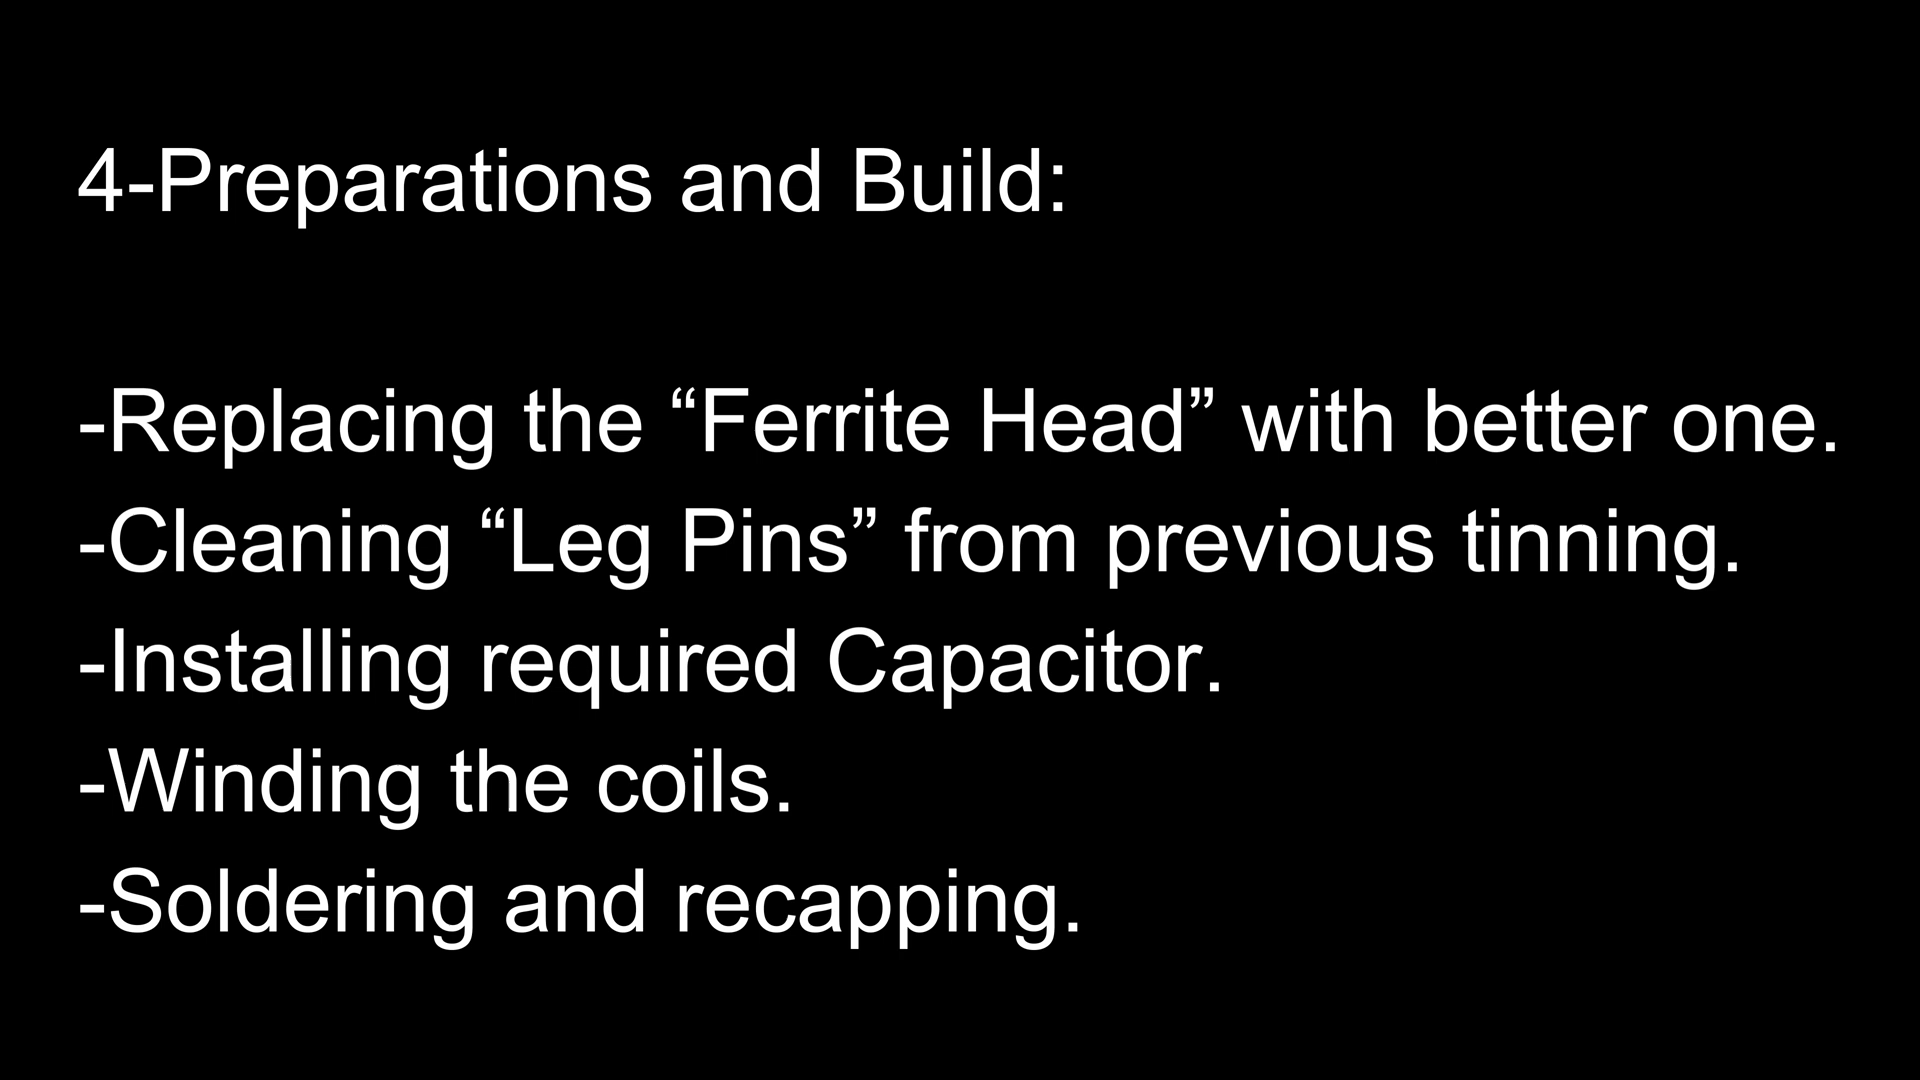 4-Preparations and Build:
-Replacing the “Ferrite Head” with better one.
-Cleaning “Leg Pins” from previous tinning.
-Installing required Capacitor.
-Winding the coils.
-Soldering and recapping.